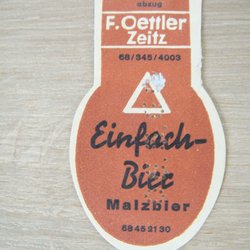 abzug
F. Oettler
Zeitz
68/345/4003
Einfach-
Bier
Malzbier
68 45 21 30